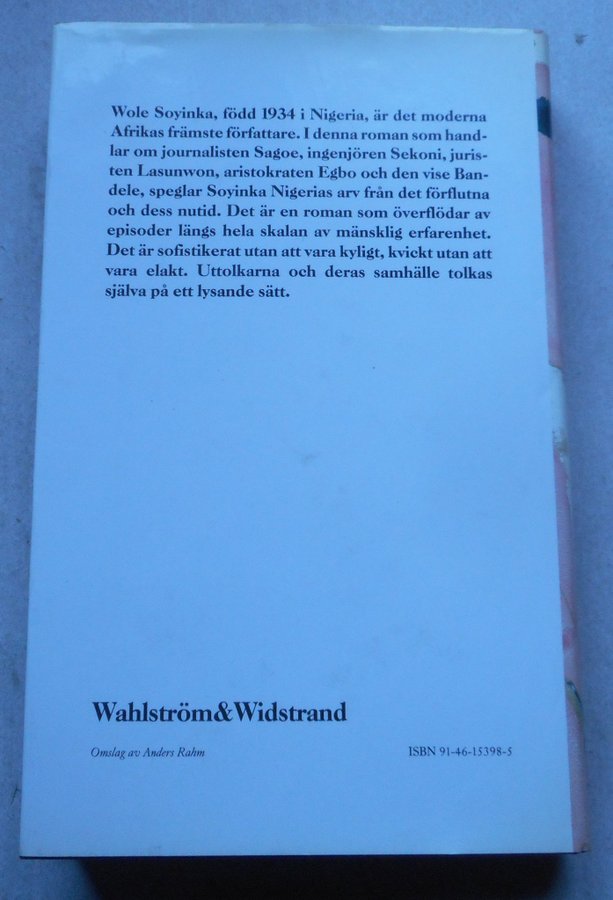 Wole Soyinka, född 1934 i Nigeria, är det moderna
Afrikas främste författare. I denna roman som hand-
lar om journalisten Sagoe, ingenjören Sekoni, juris-
ten Lasunwon, aristokraten Egbo och den vise Ban-
dele, speglar Soyinka Nigerias arv från det förflutna
och dess nutid. Det är en roman som överflödar av
episoder längs hela skalan av mänsklig erfarenhet.
Det är sofistikerat utan att vara kyligt, kvickt utan att
vara elakt. Uttolkarna och deras samhälle tolkas
själva på ett lysande sätt.
Wahlström&Widstrand
Omslag av Anders Rahm
ISBN 91-46-15398-5